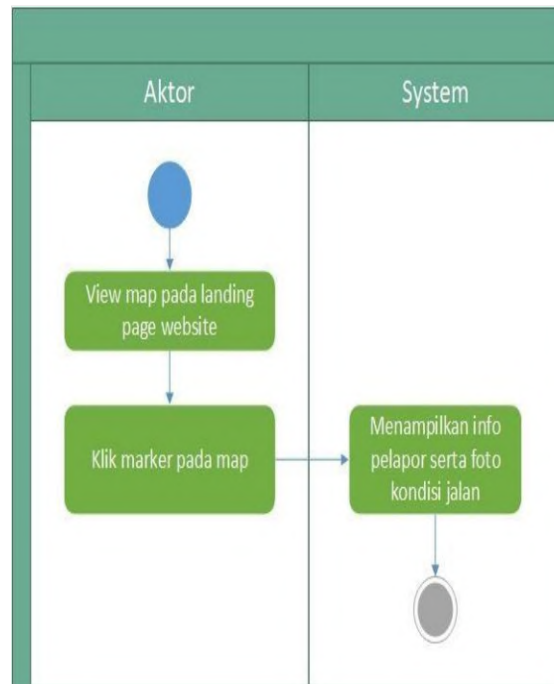 Aktor
System
View map pada landing
page website
Klik marker pada map
Menampilkan info
pelapor serta foto
kondisi jalan